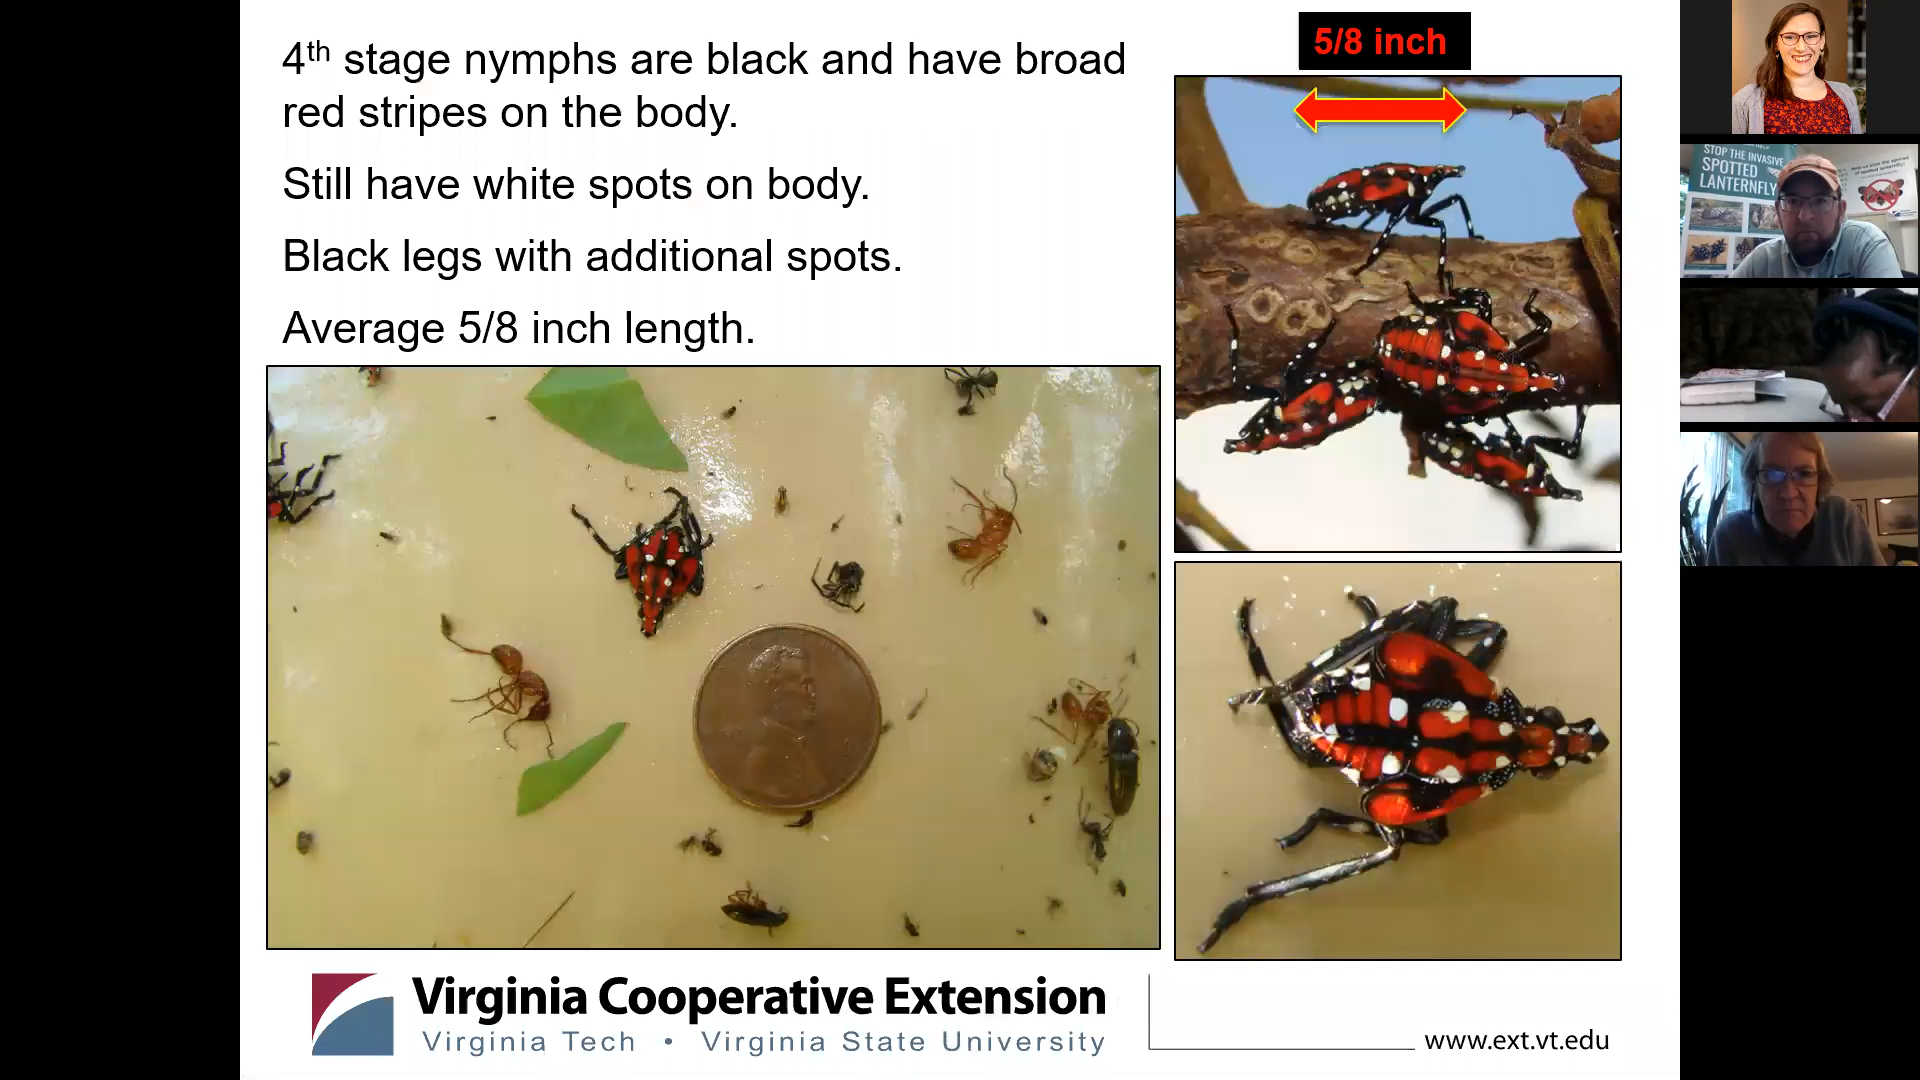 4th stage nymphs are black and have broad
red stripes on the body.
Still have white spots on body.
Black legs with additional spots.
Average 5/8 inch length.
5/8 inch
Virginia Cooperative Extension
Virginia Tech • Virginia State University
www.ext.vt.edu
STOP THE INVASIVE
SPOTTED
LANTERNFLY